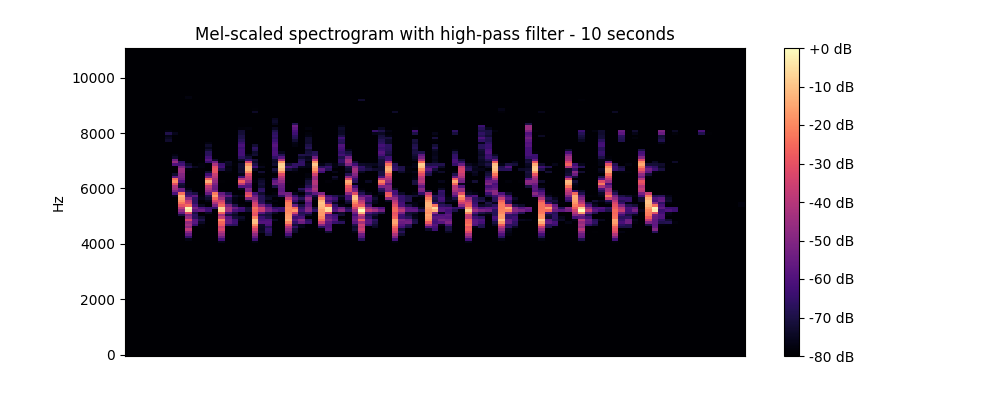 Mel-scaled spectrogram with high-pass filter - 10 seconds
Hz
10000
8000
6000
4000
2000
0
+0 dB
-10 dB
-20 dB
-30 dB
-40 dB
-50 dB
-60 dB
-70 dB
-80 dB